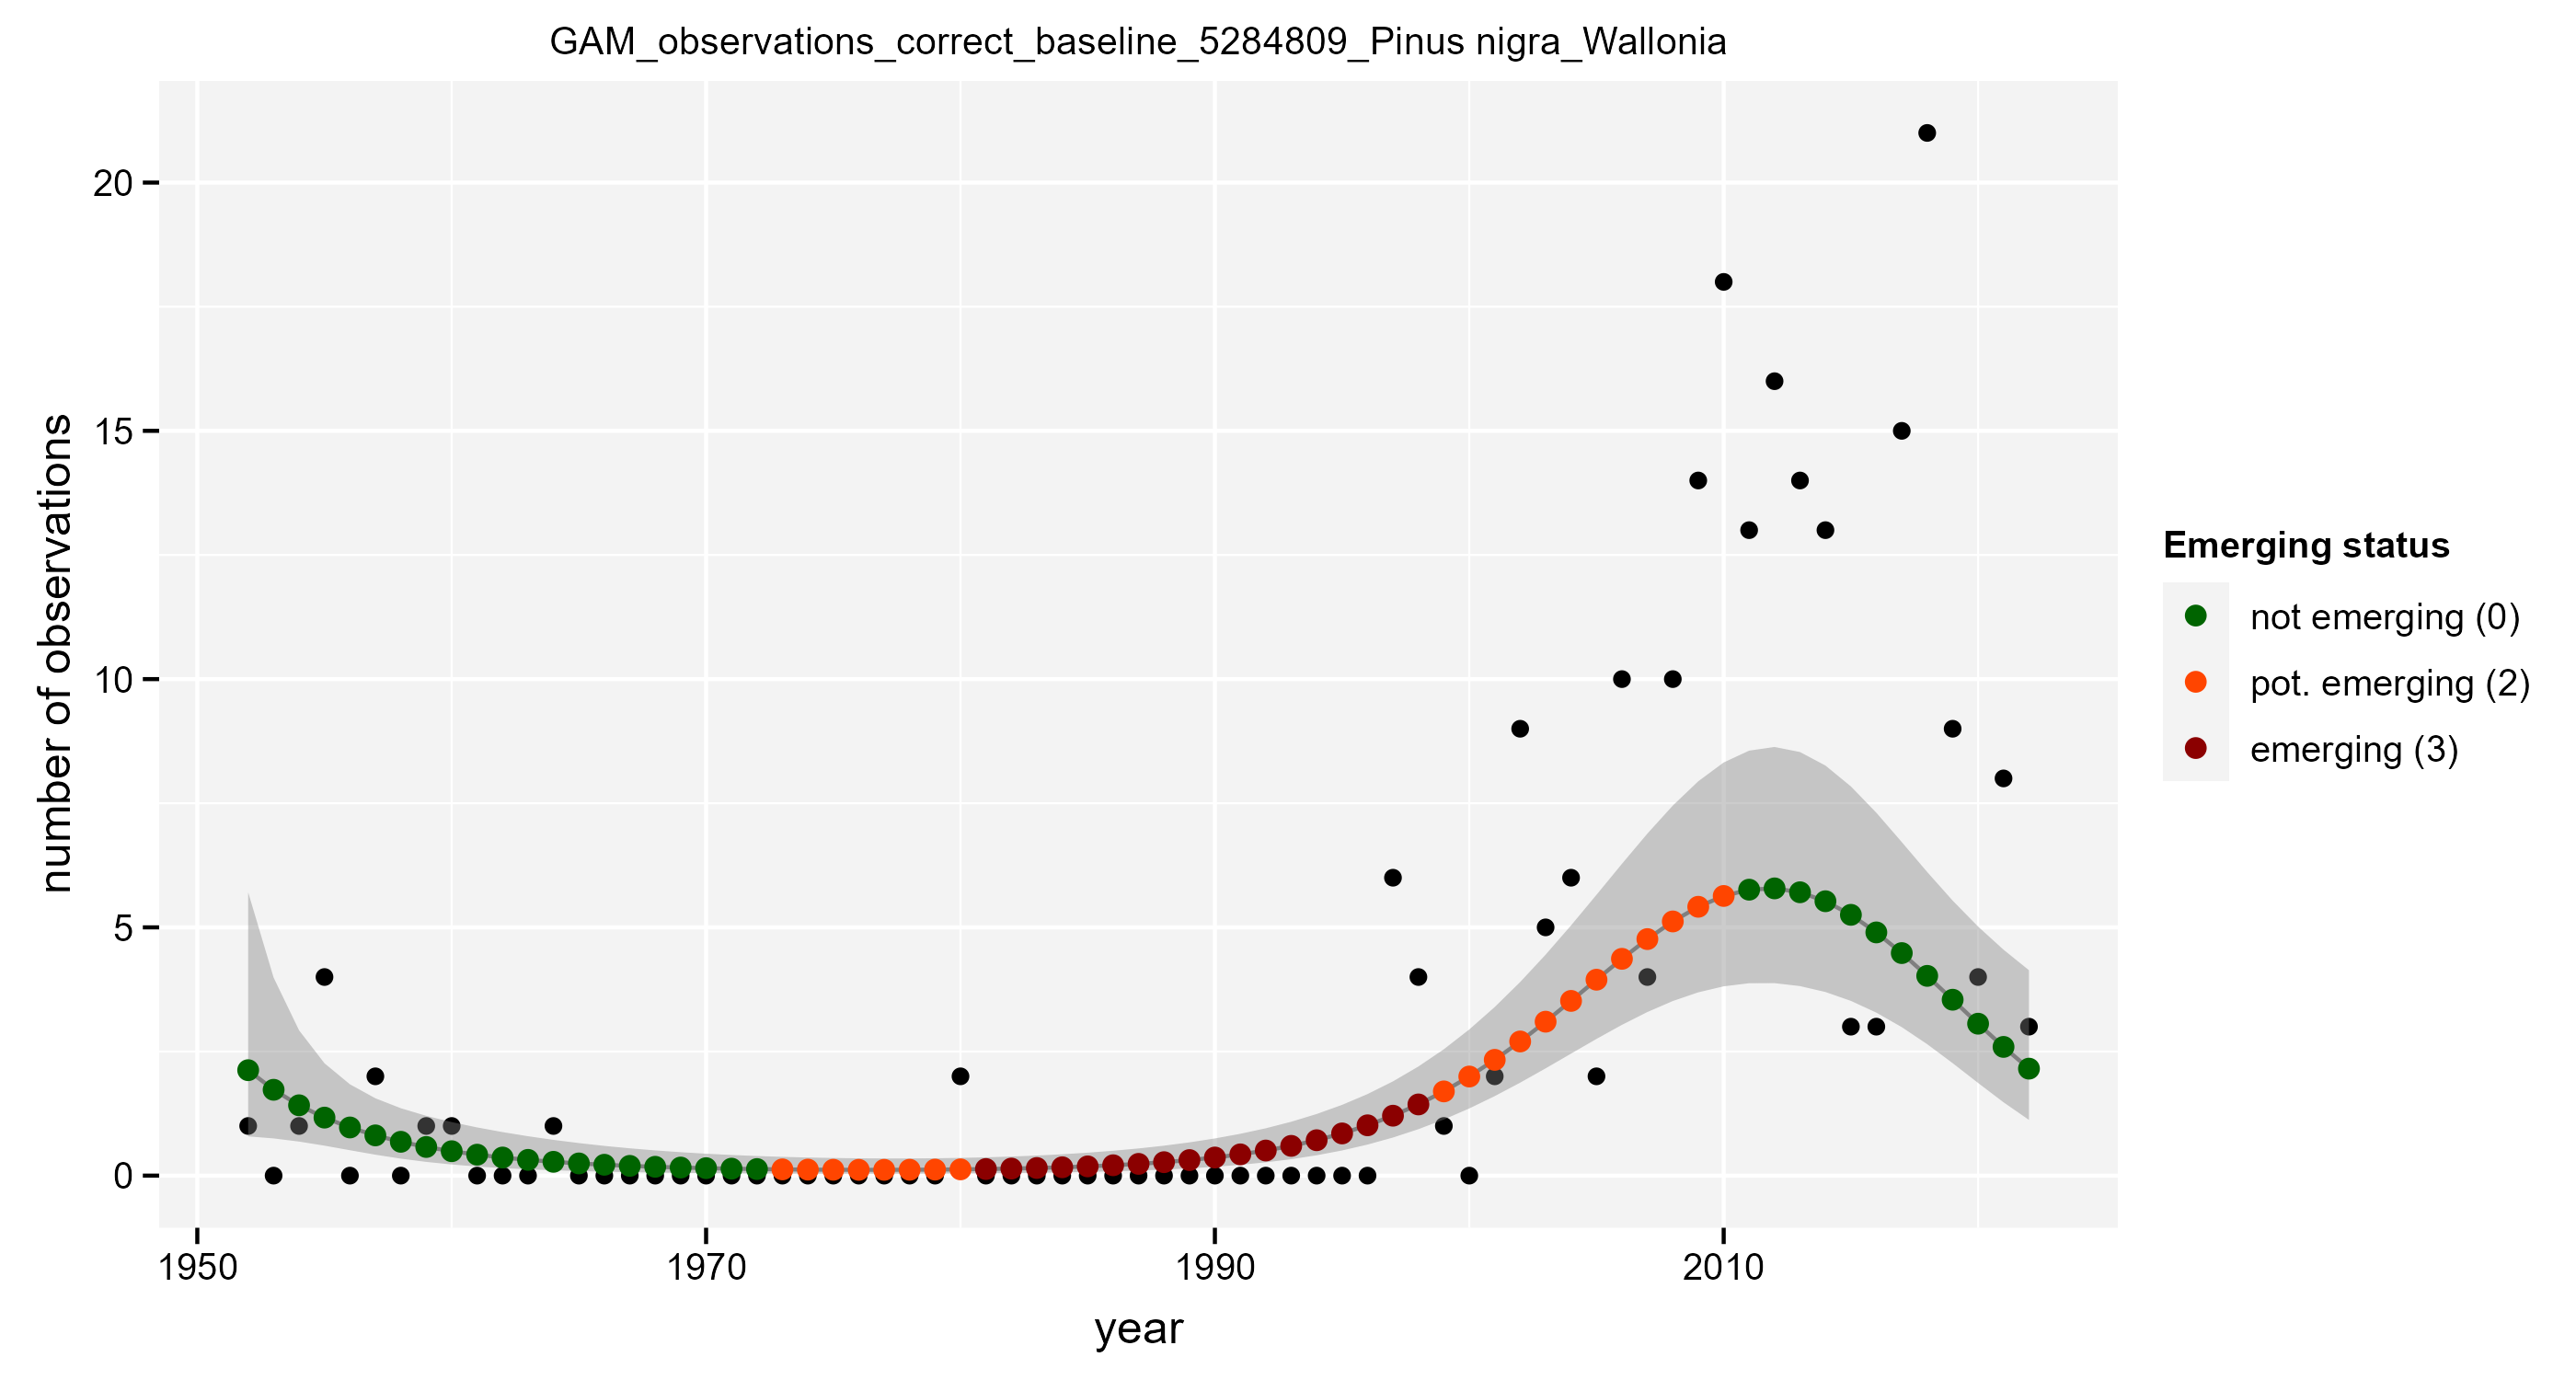 GAM_observations_correct_baseline_5284809_Pinus nigra_Wallonia
number of observations
20
15
10
5
0
1950
1970
1990
2010
year
Emerging status
not emerging (0)
pot. emerging (2)
emerging (3)